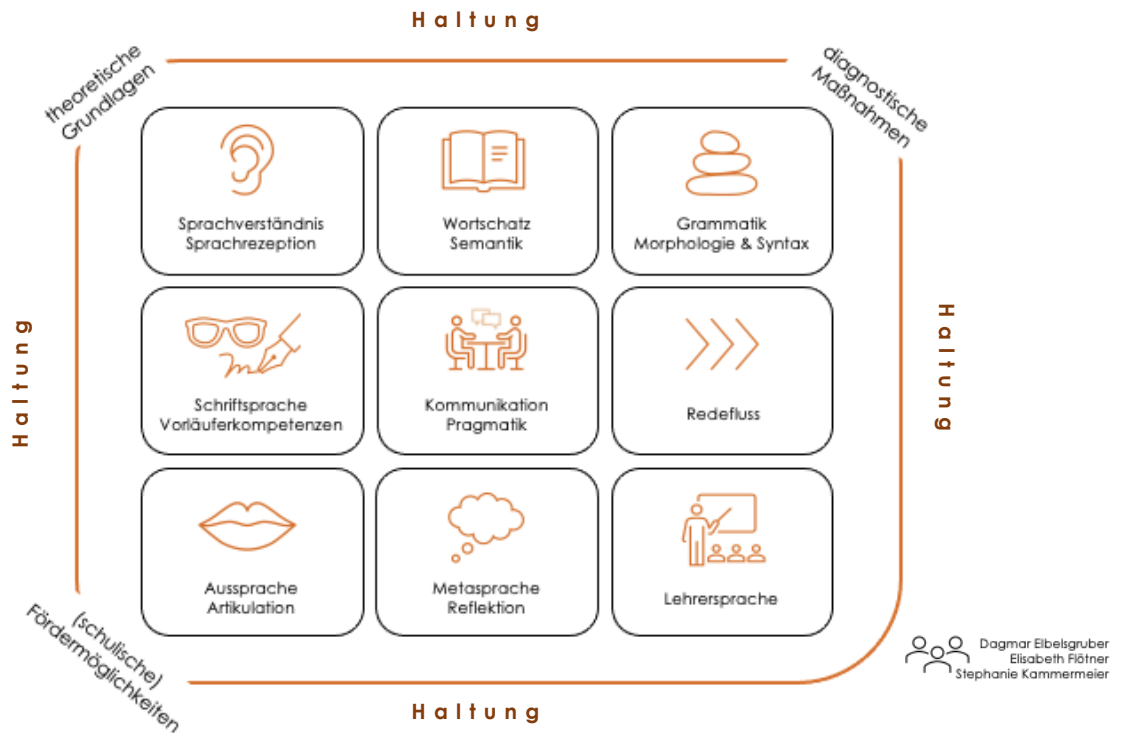 Haltung
theoretische
Grundlagen
diagnostische
Maßnahmen
Sprachverständnis
Sprachrezeption
Wortschatz
Semantik
Grammatik
Morphologie & Syntax
Haltung
Haltung
Schriftsprache
Vorläuferkompetenzen
Kommunikation
Pragmatik
Redefluss
Aussprache
Artikulation
Metasprache
Reflektion
Lehrersprache
(schulische)
Fördermöglichkeiten
Dagmar Elbelsgruber
Elisabeth Flötner
Stephanie Kammermeier
Haltung